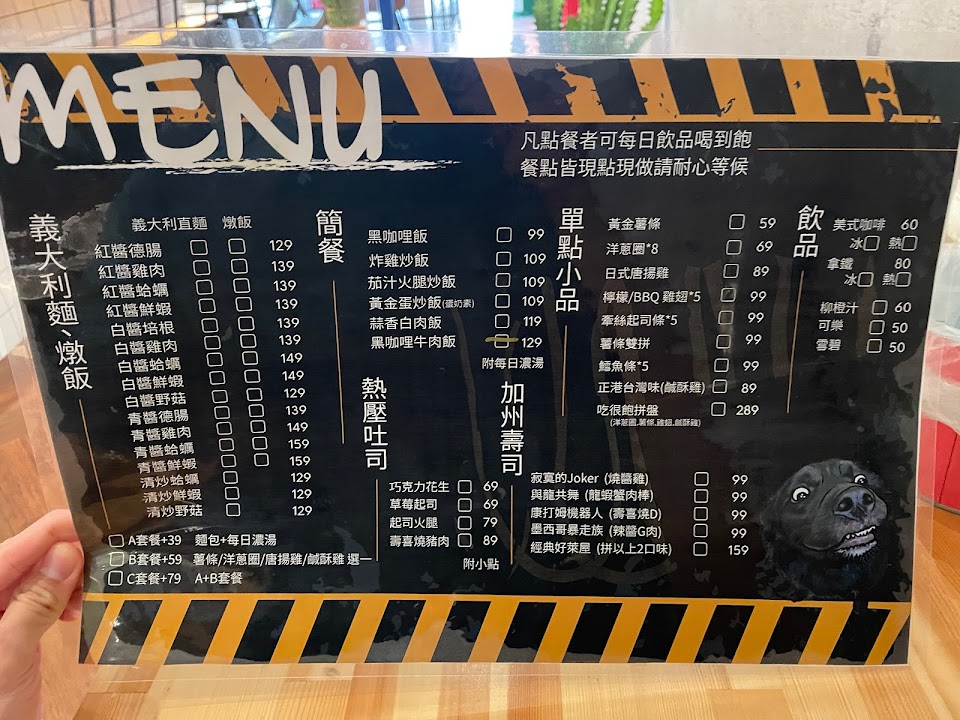 MENU
凡點餐者可每日飲品喝到飽
餐點皆現點現做請耐心等候
義大利麵、燉飯
義大利直麵 燉飯
紅醬德腸 129
紅醬雞肉 139
紅醬蛤蠣 139
紅醬鮮蝦 139
白醬培根 139
白醬雞肉 139
白醬蛤蠣 149
白醬鮮蝦 149
白醬野菇 129
青醬德腸 139
青醬雞肉 149
青醬蛤蠣 159
青醬鮮蝦 159
清炒蛤蠣 129
清炒鮮蝦 129
清炒野菇 129
A套餐+39 麵包+每日濃湯
B套餐+59 薯條/洋蔥圈/唐揚雞/鹹酥雞 選一
C套餐+79 A+B套餐
簡餐
黑咖哩飯 99
炸雞炒飯 109
茄汁火腿炒飯 109
黃金蛋炒飯(蛋奶素) 109
蒜香白肉飯 119
黑咖哩牛肉飯 129
附每日濃湯
熱壓吐司
巧克力花生 69
草莓起司 69
起司火腿 79
壽喜燒豬肉 89
附小點
單點小品
黃金薯條 59
洋蔥圈*8 69
日式唐揚雞 89
檸檬/BBQ 雞翅*5 99
牽絲起司條*5 99
薯條雙拼 99
鱈魚條*5 99
正港台灣味(鹹酥雞) 89
吃很飽拼盤 289
(洋蔥圈.薯條.雞翅.鹹酥雞)
加州壽司
寂寞的Joker (燒醬雞) 99
與龍共舞 (龍蝦蟹肉棒) 99
康打姆機器人 (壽喜燒D) 99
墨西哥暴走族 (辣醬G肉) 99
經典好萊屋 (拼以上2口味) 159
飲品
美式咖啡 60
冰 熱
拿鐵 80
冰 熱
柳橙汁 60
可樂 50
雪碧 50